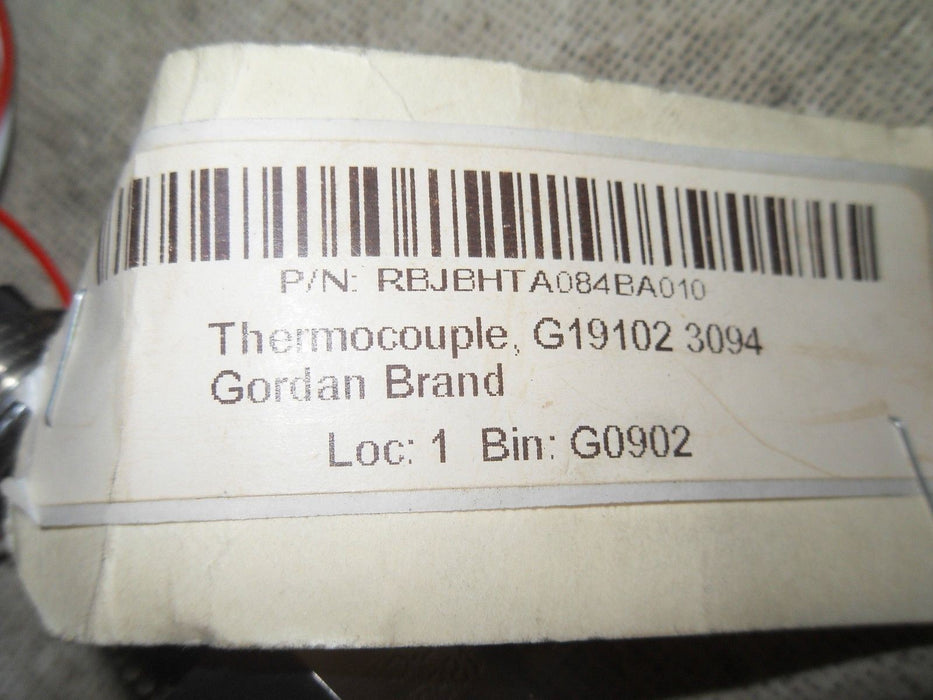 P/N: RBJBHTA084BA010
Thermocouple, G19102 3094
Gordan Brand
Loc: 1 Bin: G0902